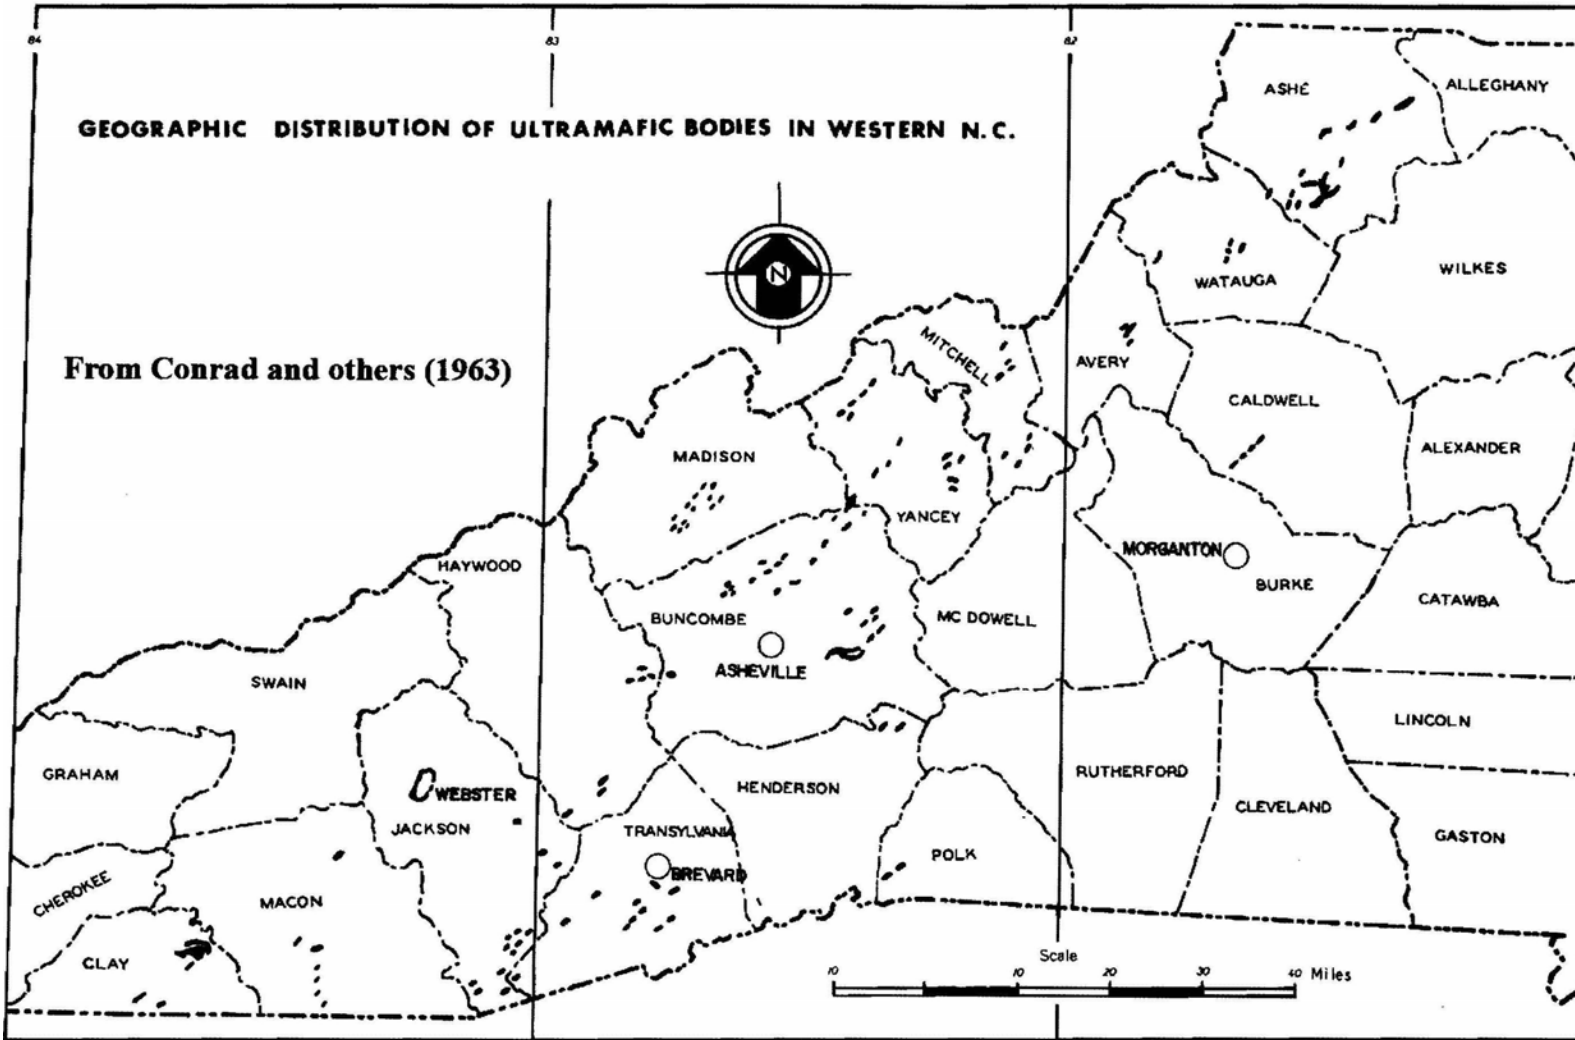 84
83
82
ASHE
ALLEGHANY
GEOGRAPHIC DISTRIBUTION OF ULTRAMAFIC BODIES IN WESTERN N.C.
N
WILKES
WATAUGA
From Conrad and others (1963)
MITCHELL
AVERY
CALDWELL
MADISON
ALEXANDER
YANCEY
MORGANTON
HAYWOOD
BURKE
CATAWBA
BUNCOMBE
MC DOWELL
ASHEVILLE
SWAIN
LINCOLN
GRAHAM
RUTHERFORD
HENDERSON
WEBSTER
CLEVELAND
JACKSON
TRANSYLVANIA
GASTON
POLK
BREVARD
CHEROKEE
MACON
CLAY
Scale
10 10 20 30 40 Miles